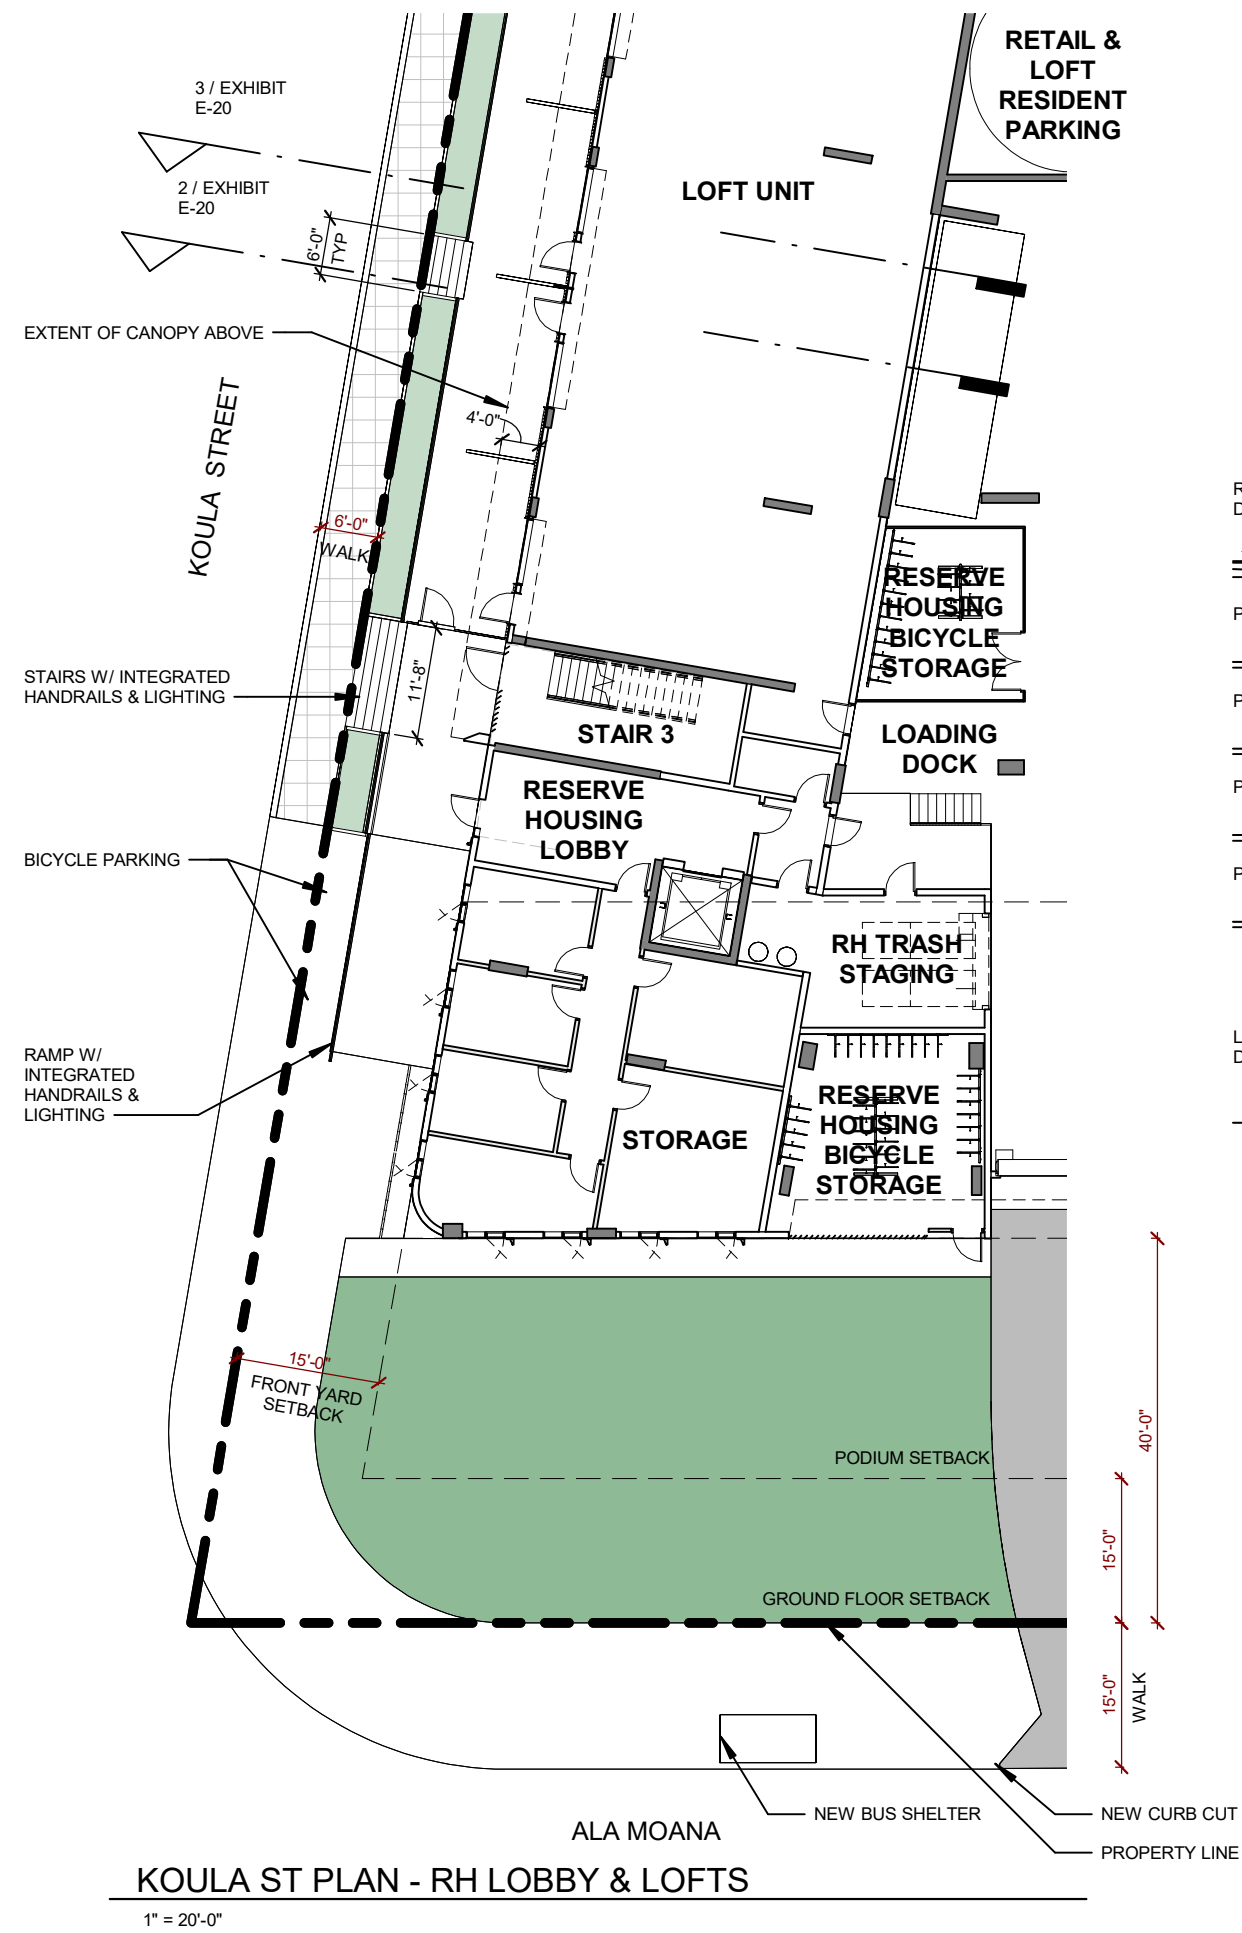 RETAIL &
LOFT
RESIDENT
PARKING
3 / EXHIBIT
E-20
2 / EXHIBIT
E-20
6'-0"
TYP
LOFT UNIT
EXTENT OF CANOPY ABOVE
4'-0"
KOULA STREET
6'-0"
WALK
RESERVE
HOUSING
BICYCLE
STORAGE
STAIRS W/ INTEGRATED
HANDRAILS & LIGHTING
11'-8"
STAIR 3
LOADING
DOCK
RESERVE
HOUSING
LOBBY
BICYCLE PARKING
RH TRASH
STAGING
RAMP W/
INTEGRATED
HANDRAILS &
LIGHTING
STORAGE
RESERVE
HOUSING
BICYCLE
STORAGE
15'-0"
FRONT YARD
SETBACK
PODIUM SETBACK
40'-0"
15'-0"
GROUND FLOOR SETBACK
15'-0"
WALK
NEW BUS SHELTER
NEW CURB CUT
PROPERTY LINE
ALA MOANA
KOULA ST PLAN - RH LOBBY & LOFTS
1" = 20'-0"
R
D
P
P
P
P
L
D